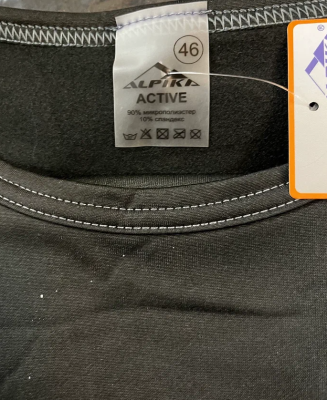 46
ALPIKA
ACTIVE
90% микрополиэстер
10% спандекс